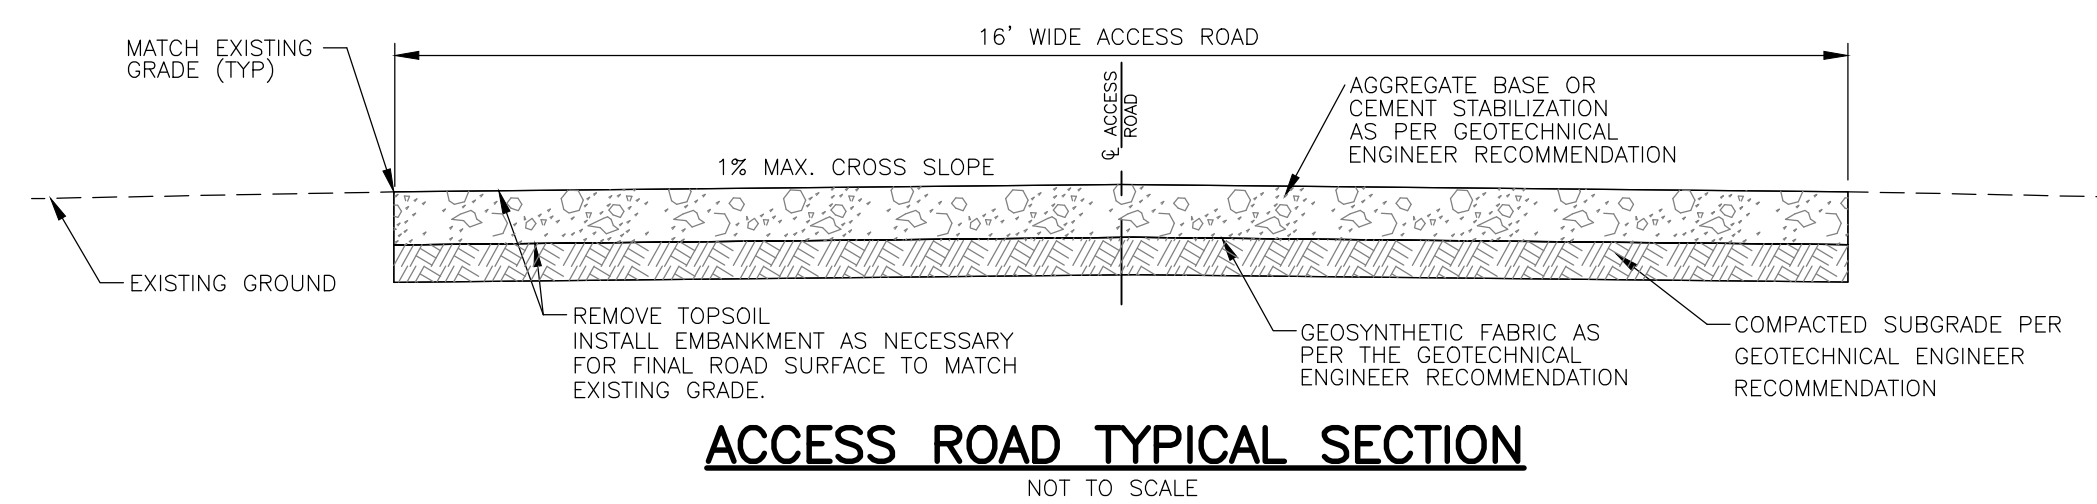 16' WIDE ACCESS ROAD
MATCH EXISTING
GRADE (TYP)
℄ ACCESS
ROAD
AGGREGATE BASE OR
CEMENT STABILIZATION
AS PER GEOTECHNICAL
ENGINEER RECOMMENDATION
1% MAX. CROSS SLOPE
EXISTING GROUND
REMOVE TOPSOIL
INSTALL EMBANKMENT AS NECESSARY
FOR FINAL ROAD SURFACE TO MATCH
EXISTING GRADE.
GEOSYNTHETIC FABRIC AS
PER THE GEOTECHNICAL
ENGINEER RECOMMENDATION
COMPACTED SUBGRADE PER
GEOTECHNICAL ENGINEER
RECOMMENDATION
ACCESS ROAD TYPICAL SECTION
NOT TO SCALE